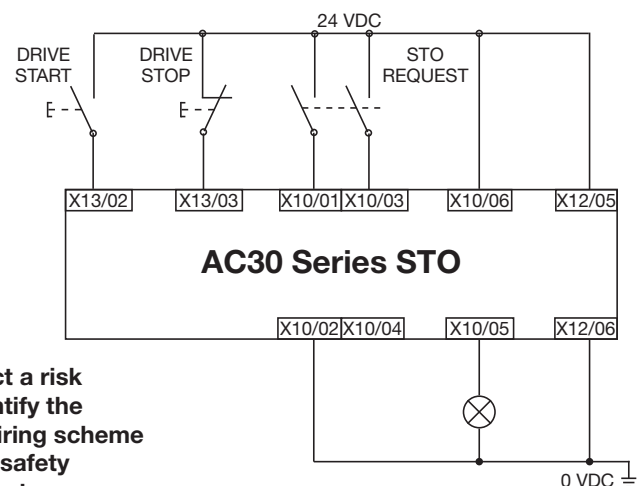 24 VDC
DRIVE START
DRIVE STOP
STO REQUEST
X13/02 X13/03 X10/01 X10/03 X10/06 X12/05
AC30 Series STO
X10/02 X10/04 X10/05 X12/06
ct a risk
ntify the
iring scheme
safety
0 VDC